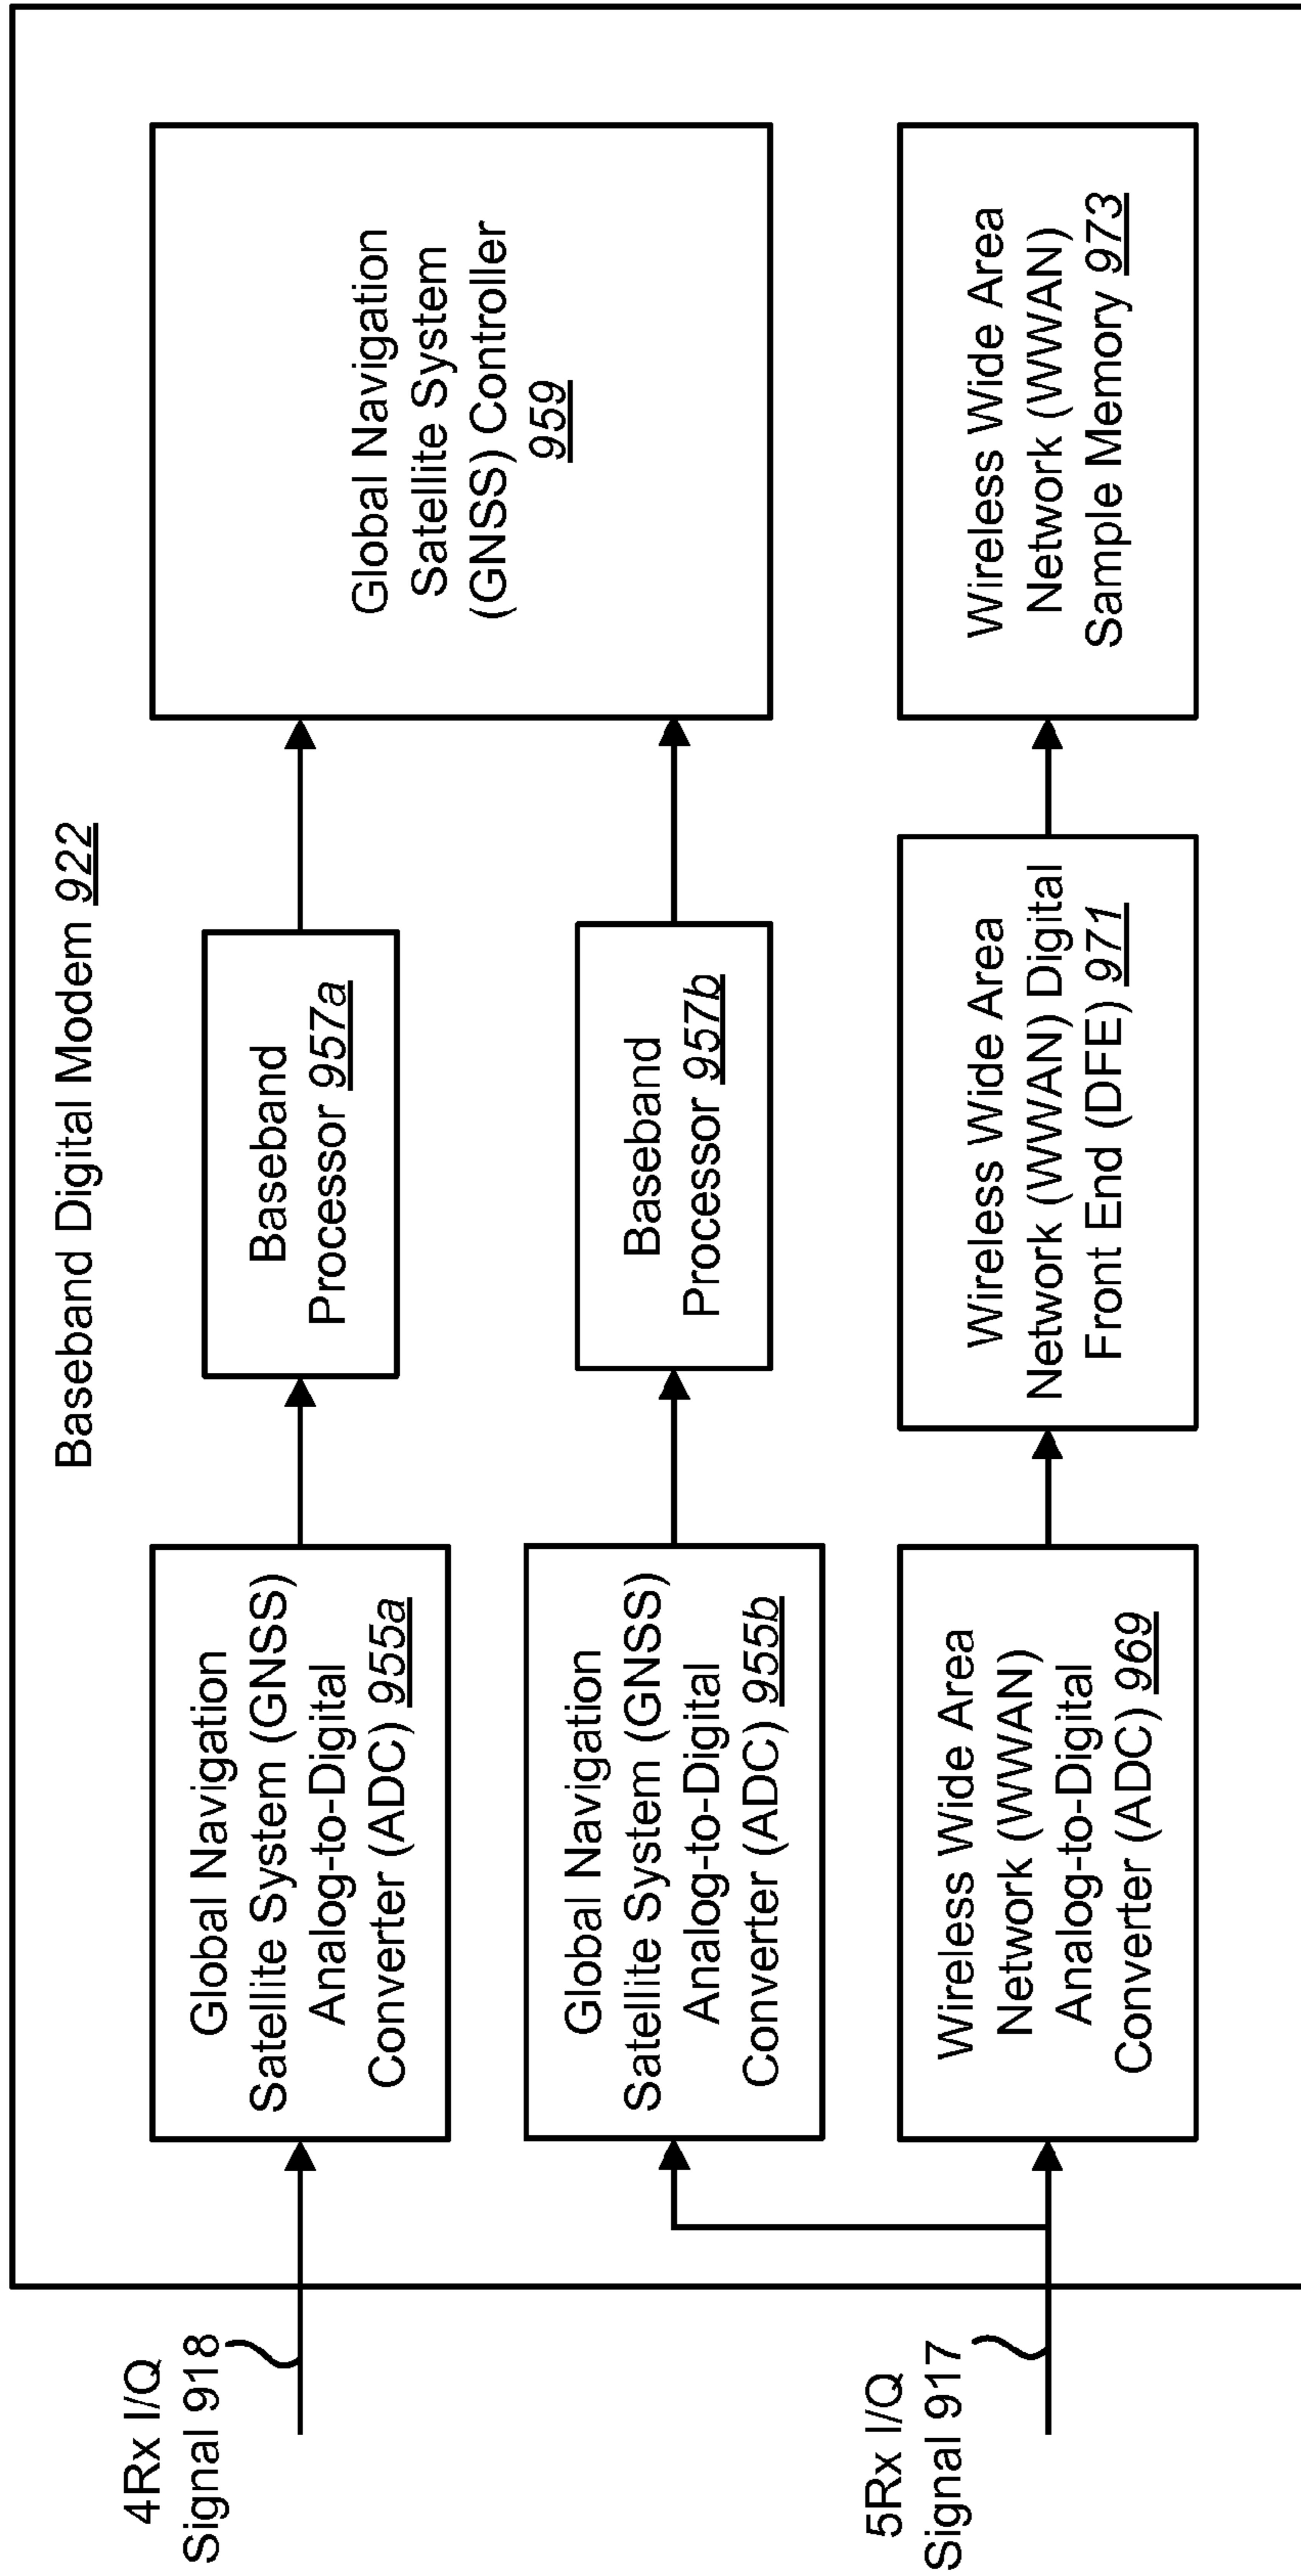 Baseband Digital Modem 922
4Rx I/Q
Signal 918
Global Navigation
Satellite System (GNSS)
Analog-to-Digital
Converter (ADC) 955a
Baseband
Processor 957a
Global Navigation
Satellite System
(GNSS) Controller
959
Global Navigation
Satellite System (GNSS)
Analog-to-Digital
Converter (ADC) 955b
Baseband
Processor 957b
5Rx I/Q
Signal 917
Wireless Wide Area
Network (WWAN)
Analog-to-Digital
Converter (ADC) 969
Wireless Wide Area
Network (WWAN) Digital
Front End (DFE) 971
Wireless Wide Area
Network (WWAN)
Sample Memory 973